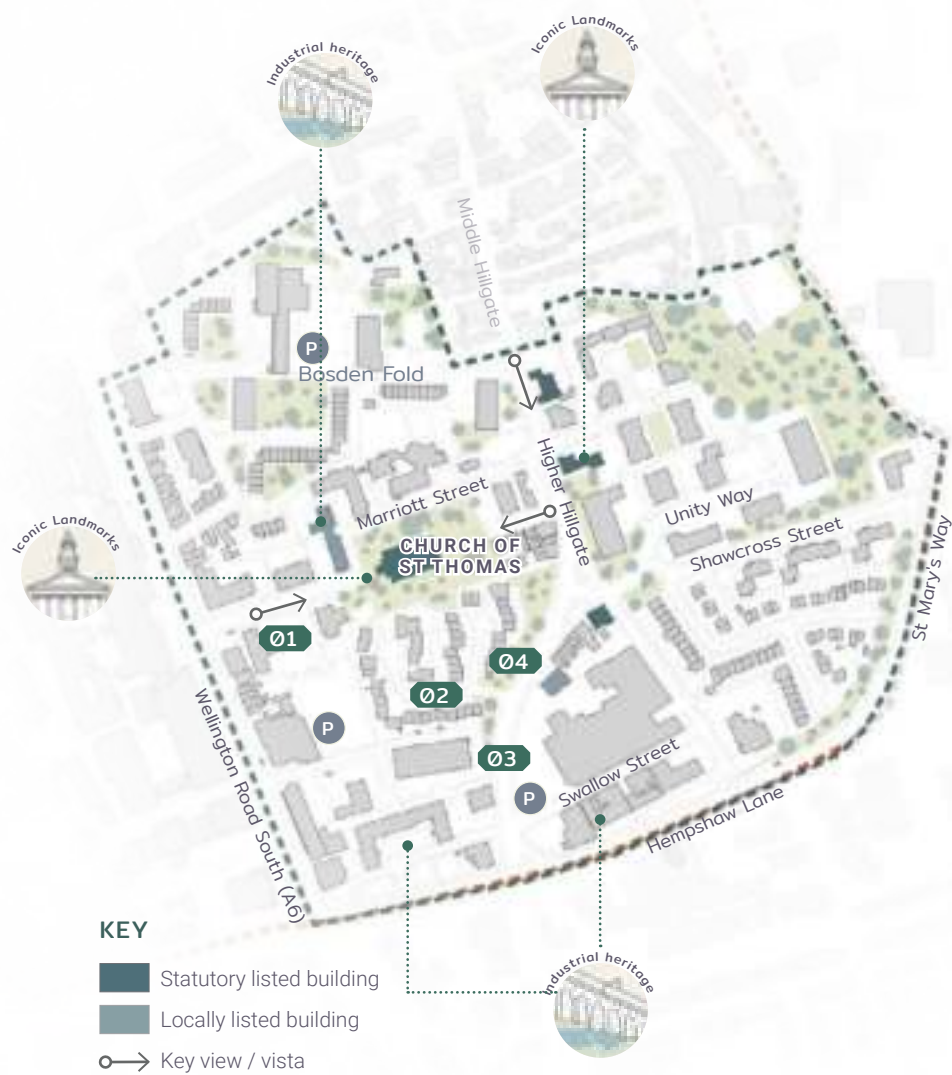 Industrial heritage
Iconic Landmarks
Middle Hillgate
P
Bosden Fold
Higher Hillgate
Marriott Street
Unity Way
Shawcross Street
St Mary's Way
CHURCH OF
ST THOMAS
Iconic Landmarks
01
04
02
P
03
P
Swallow Street
Hempshaw Lane
Wellington Road South (A6)
Industrial heritage
KEY
Statutory listed building
Locally listed building
Key view / vista